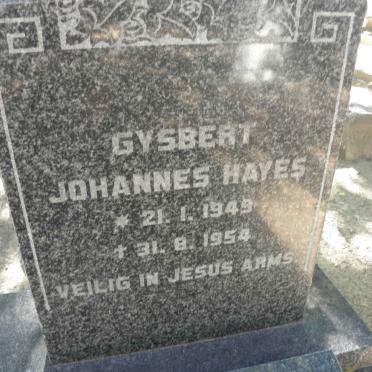 GYSBERT
JOHANNES HAYES
* 21. 1. 1949
† 31. 8. 1954
VEILIG IN JESUS ARMS